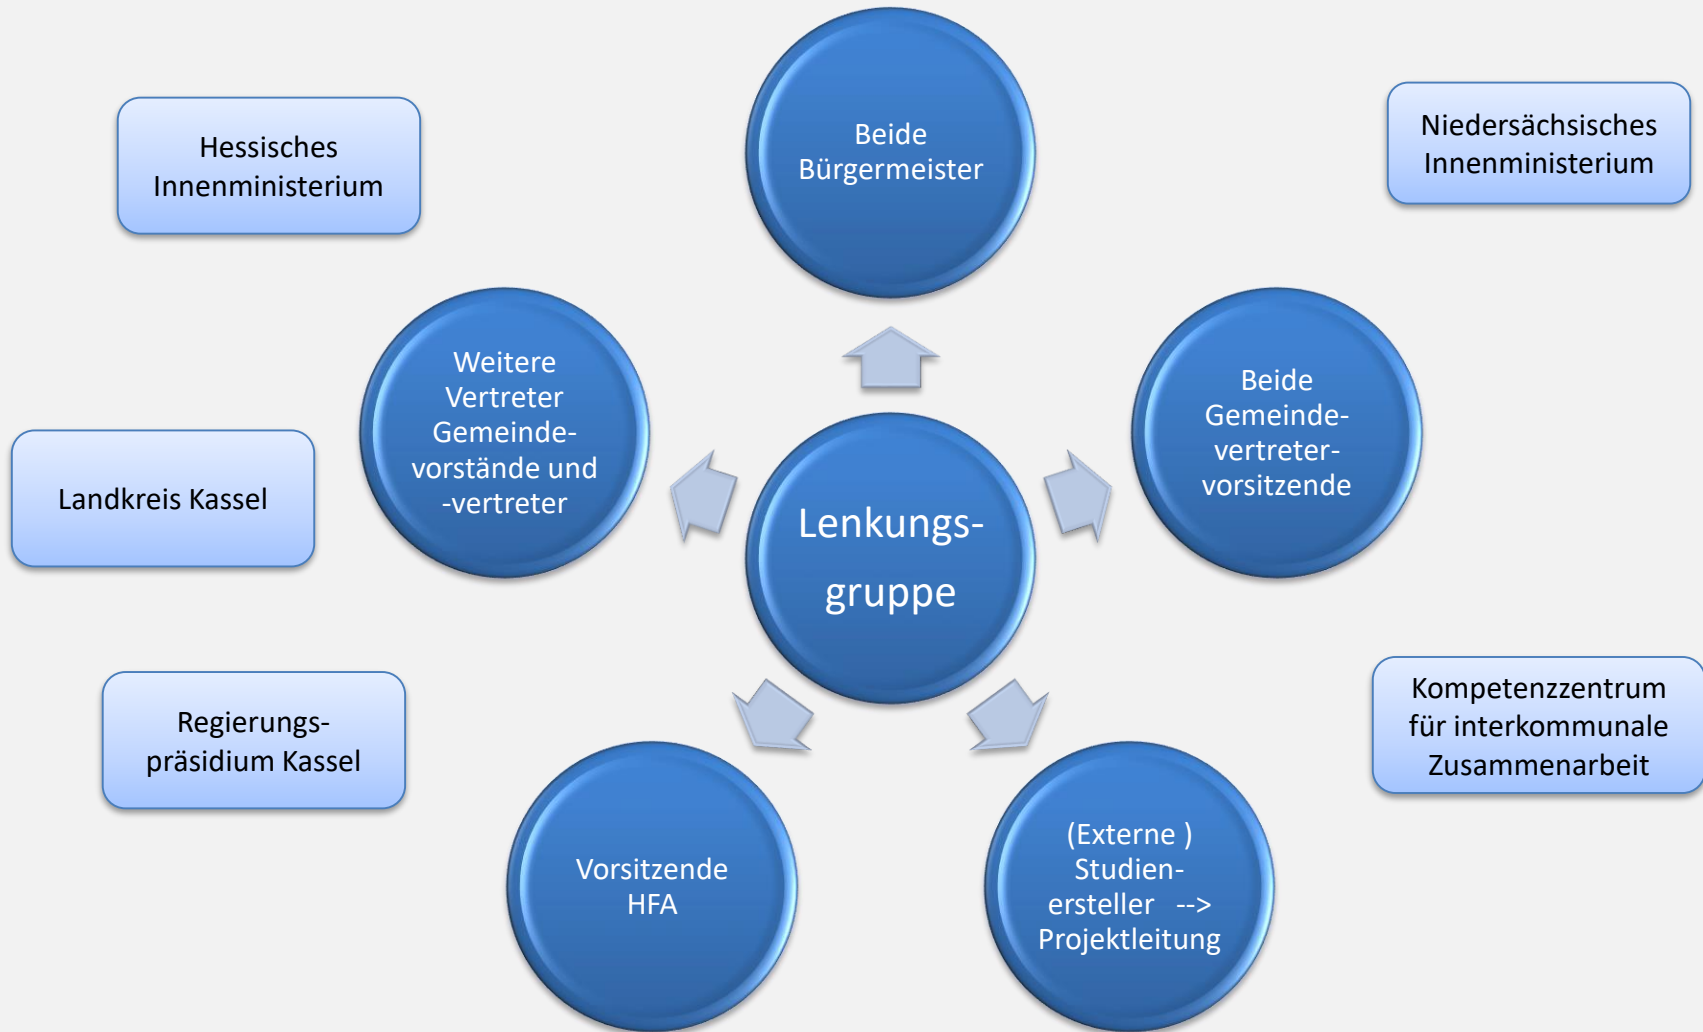 Beide
Bürgermeister
Hessisches
Innenministerium
Niedersächsisches
Innenministerium
Weitere
Vertreter
Gemeinde-
vorstände und
-vertreter
Beide
Gemeinde-
vertreter-
vorsitzende
Landkreis Kassel
Lenkungs-
gruppe
Regierungs-
präsidium Kassel
Kompetenzzentrum
für interkommunale
Zusammenarbeit
Vorsitzende
HFA
(Externe )
Studien-
ersteller -->
Projektleitung